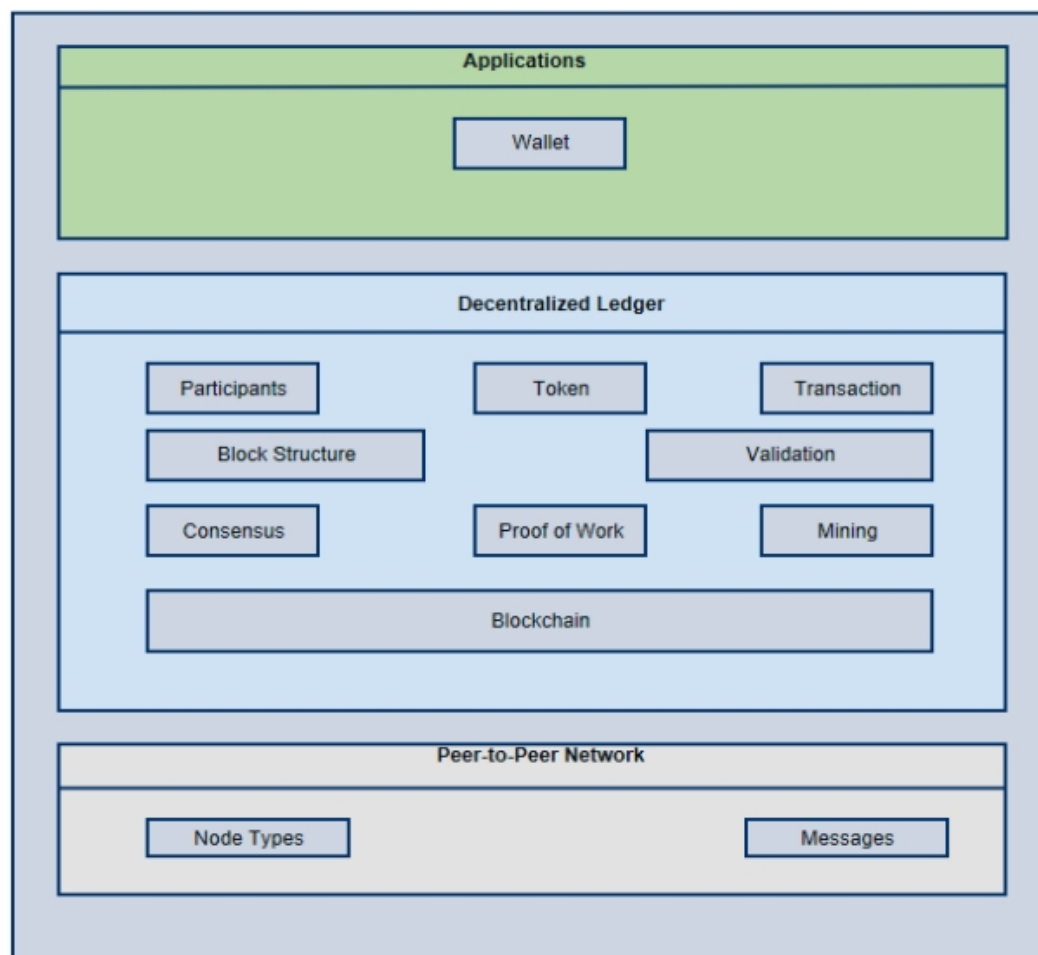 Applications
Wallet
Decentralized Ledger
Participants
Token
Transaction
Block Structure
Validation
Consensus
Proof of Work
Mining
Blockchain
Peer-to-Peer Network
Node Types
Messages